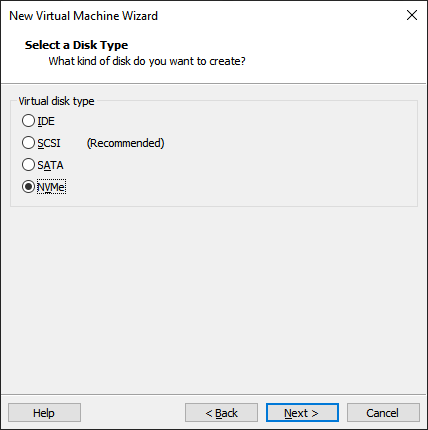 New Virtual Machine Wizard
Select a Disk Type
What kind of disk do you want to create?
Virtual disk type
IDE
SCSI (Recommended)
SATA
NVMe
Help < Back Next > Cancel